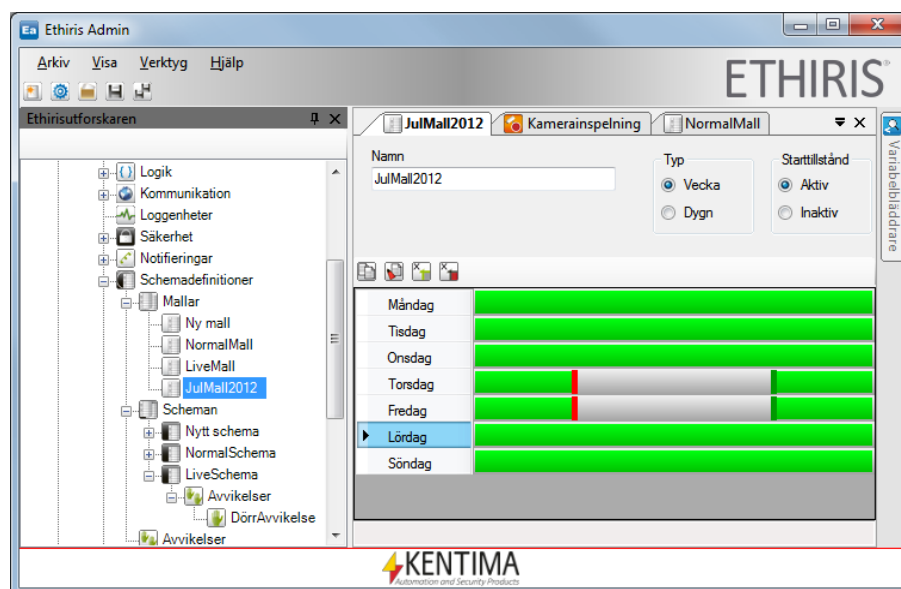 Ea Ethiris Admin
Arkiv Visa Verktyg Hjälp
ETHIRIS®
Ethirisutforskaren
Logik
Kommunikation
Loggenheter
Säkerhet
Notifieringar
Schemadefinitioner
Mallar
Ny mall
NormalMall
LiveMall
JulMall2012
Scheman
Nytt schema
NormalSchema
LiveSchema
Avvikelser
DörrAvvikelse
Avvikelser
JulMall2012 Kamerainspelning NormalMall
Namn
JulMall2012
Typ
Vecka
Dygn
Starttillstånd
Aktiv
Inaktiv
Måndag
Tisdag
Onsdag
Torsdag
Fredag
Lördag
Söndag
Variabelbläddrare
KENTIMA
Automation and Security Products